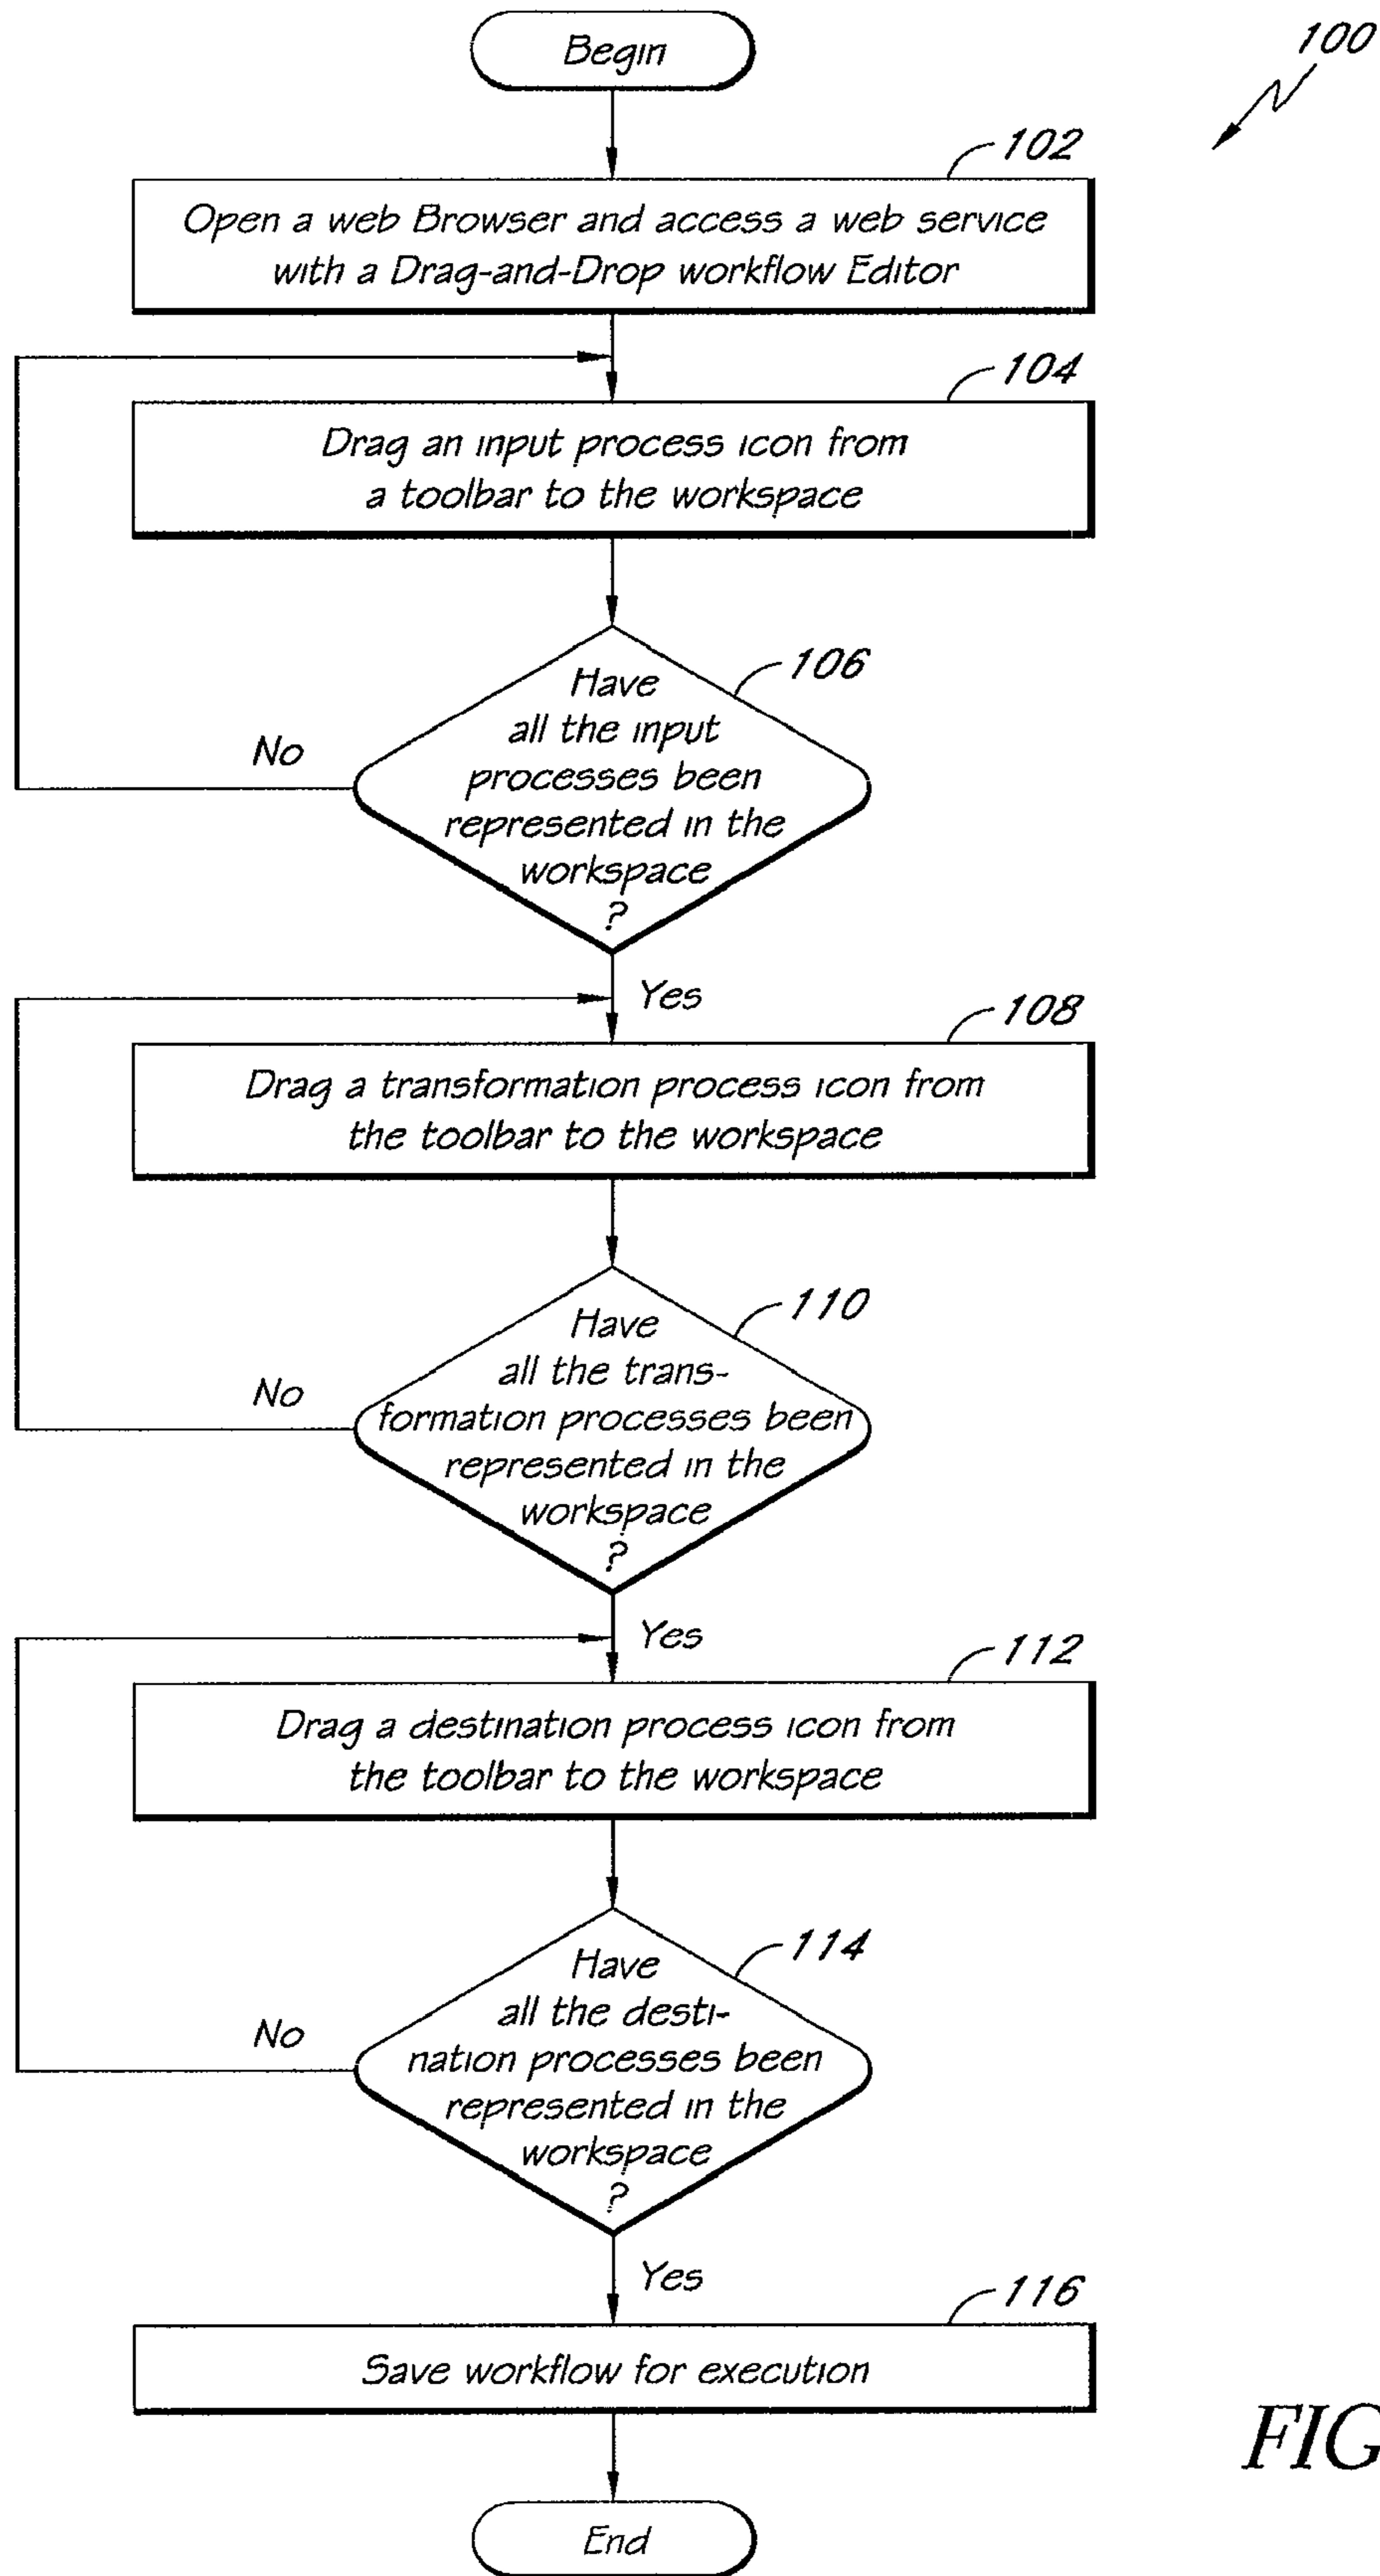 Begin
100
102
Open a web Browser and access a web service
with a Drag-and-Drop workflow Editor
104
Drag an input process icon from
a toolbar to the workspace
106
Have
all the input
processes been
represented in the
workspace
?
No
Yes
108
Drag a transformation process icon from
the toolbar to the workspace
110
Have
all the trans-
formation processes been
represented in the
workspace
?
No
Yes
112
Drag a destination process icon from
the toolbar to the workspace
114
Have
all the desti-
nation processes been
represented in the
workspace
?
No
Yes
116
Save workflow for execution
FIG
End